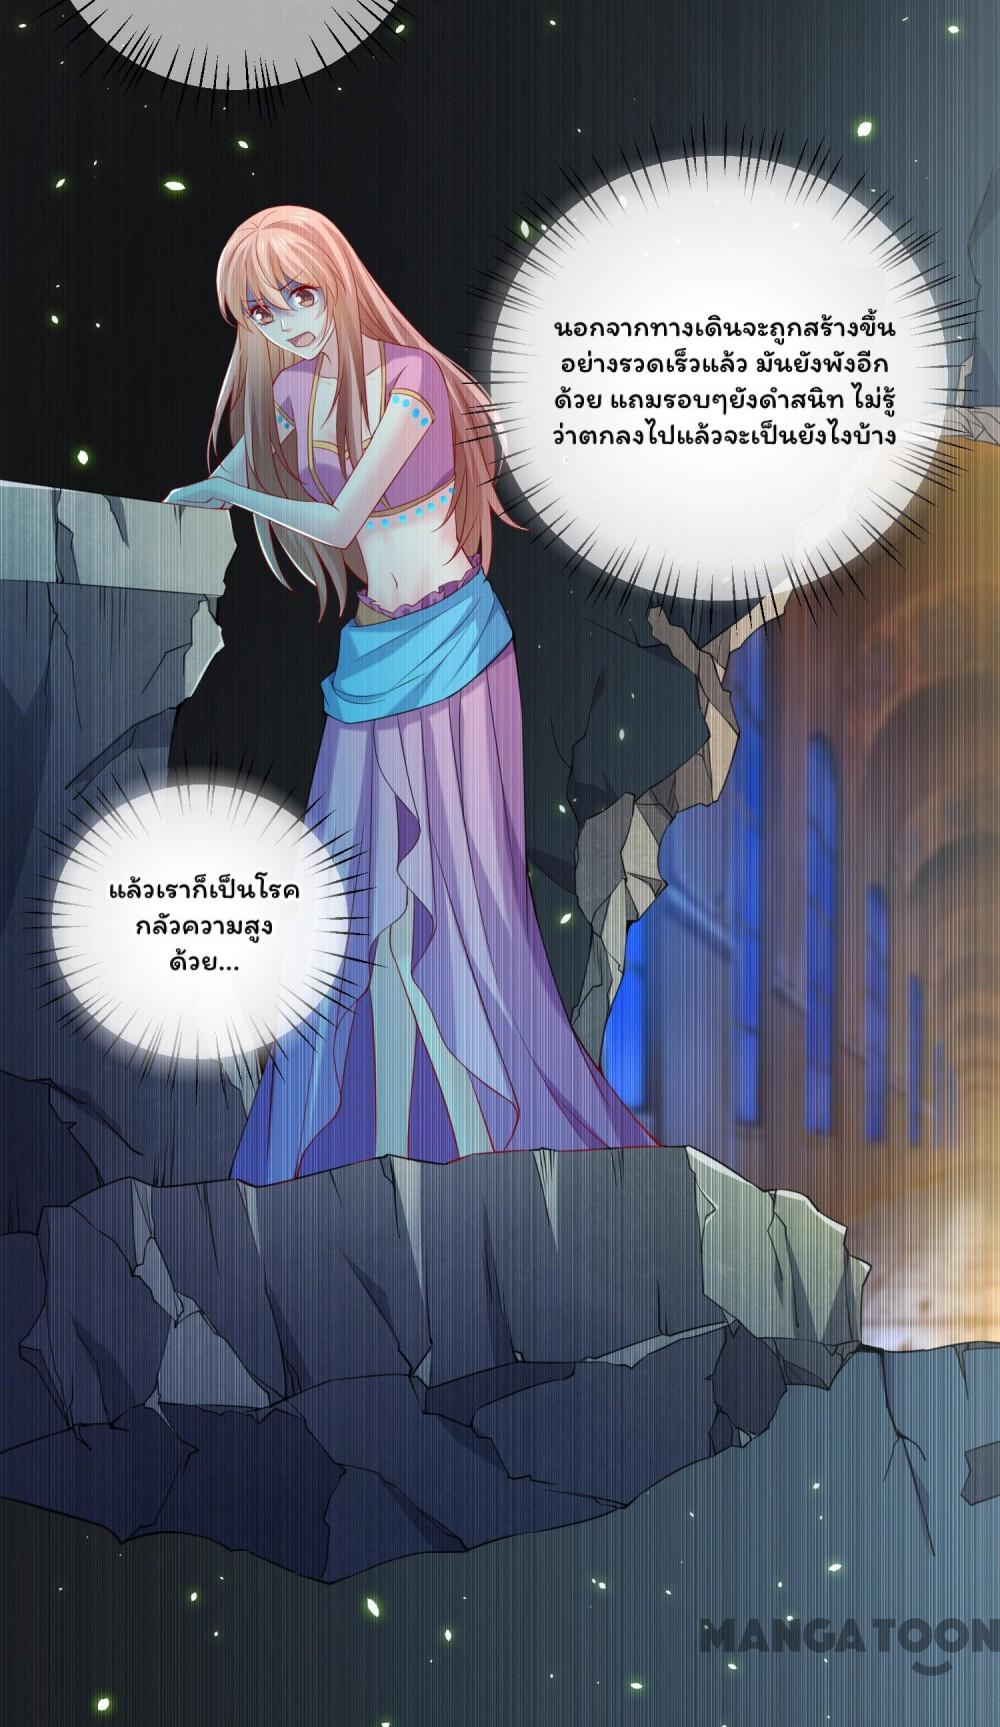 นอกจากทางเดินจะถูกสร้างขึ้น
อย่างรวดเร็วแล้ว มันยังพังอีก
ด้วย แถมรอบๆยังดำสนิท ไม่รู้
ว่าตกลงไปแล้วจะเป็นยังไงบ้าง
แล้วเราก็เป็นโรค
กลัวความสูง
ด้วย...
MANGATOON